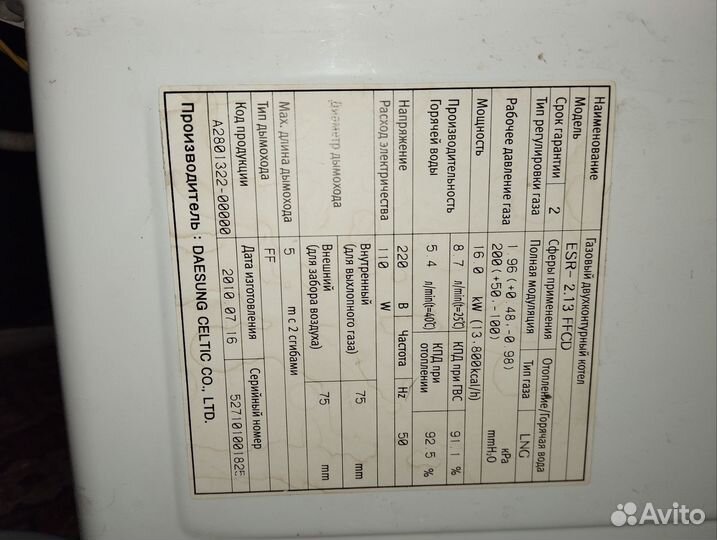 Наименование Газовый двухконтурный котел
Модель ESR- 2.13 FFCD
Срок гарантии 2 Сферы применения Отопление/Горячая вода
Тип регулировки газа Полная модуляция Тип газа LNG
Рабочее давление газа 1.96(+0.48,-0.98) кPa
200(+50,-100) mmH₂O
Мощность 16.0 kW (13.800kcal/h)
Производительность Горячей воды 8.7 л/min(t=25℃) КПД при ГВС 91.1 %
5.4 л/min(t=40℃) КПД при отоплении 92.5 %
Напряжение 220 В Частота Hz 50
Расход электричества 110 W
Диаметр дымохода Внутренный (для выхлопного газа) 75 mm
Внешний (для забора воздуха) 75 mm
Max. длина дымохода 5 m с 2 сгибами
Тип дымохода FF
Код продукции Дата изготовления Серийный номер
A2801322-00000 2010 07 16 527101001825
Производитель : DAESUNG CELTIC CO., LTD.
Avito